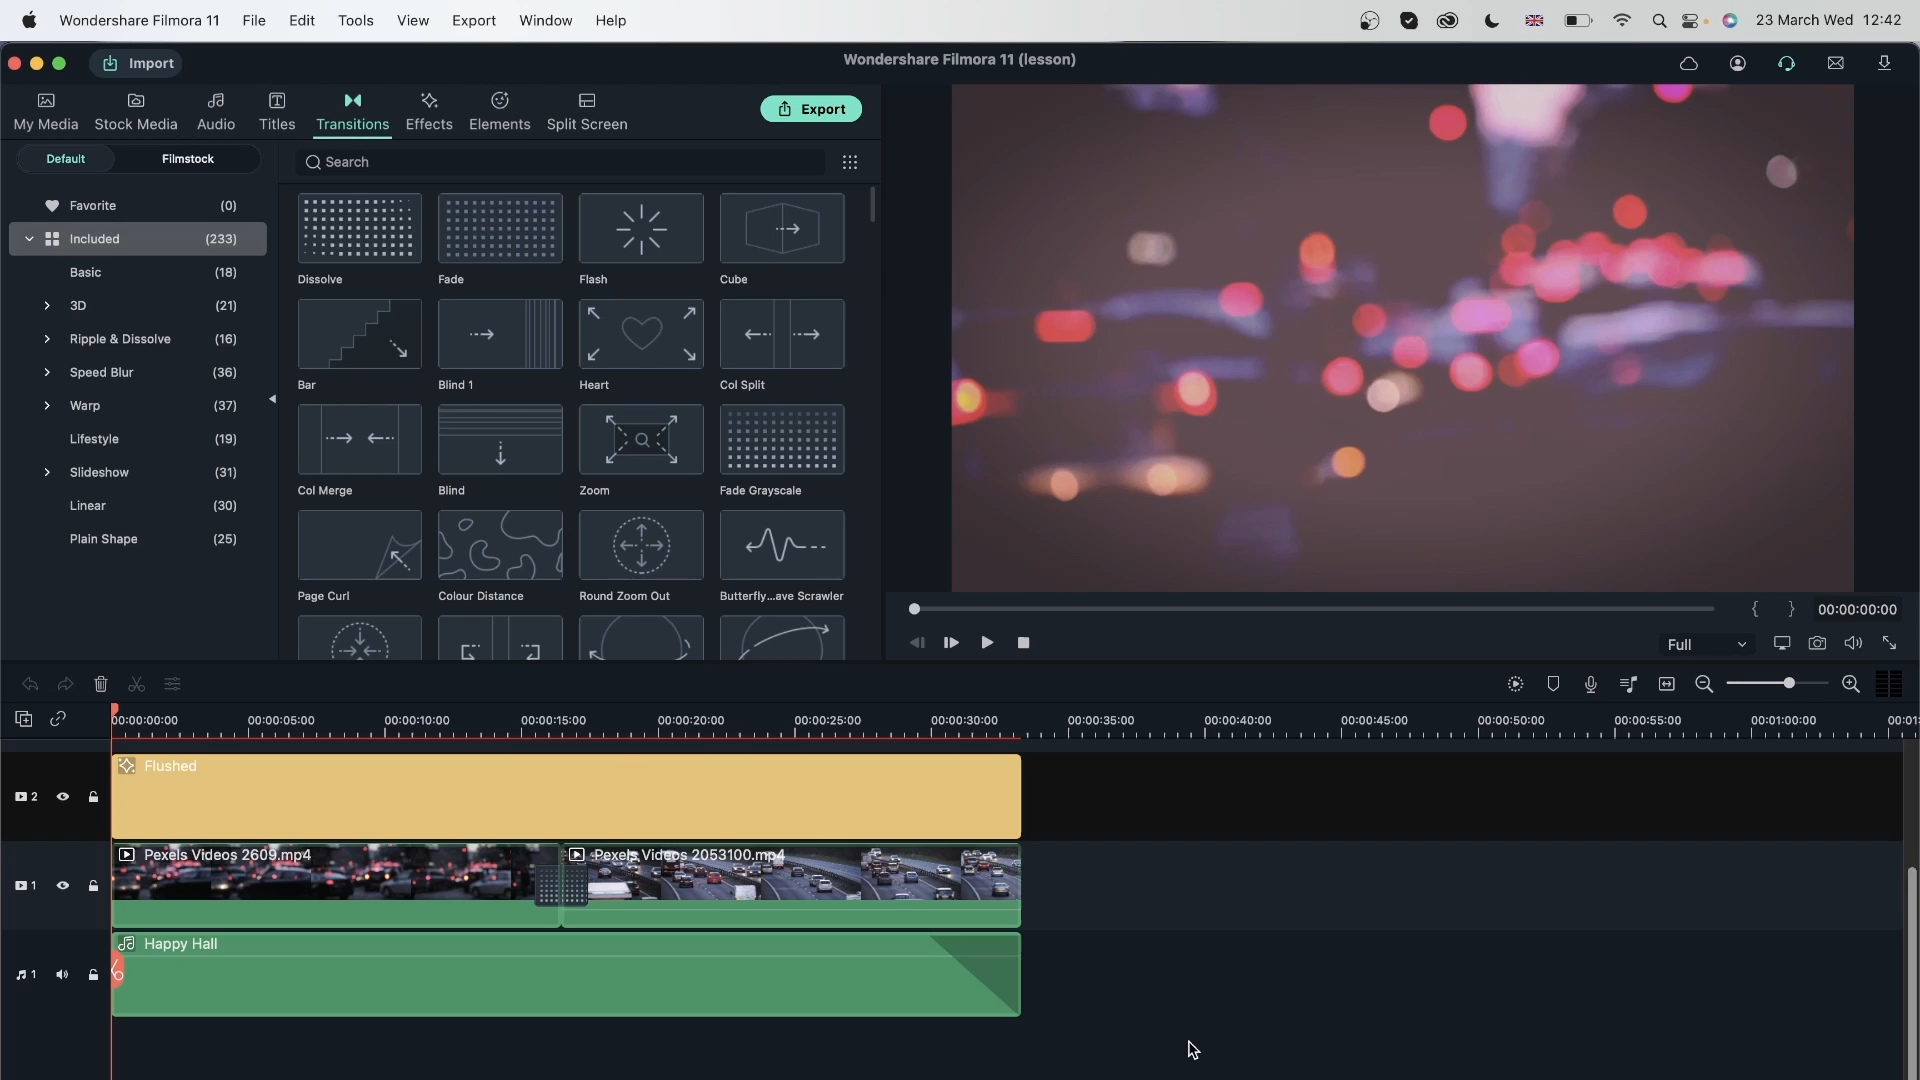 Wondershare Filmora 11 File Edit Tools View Export Window Help 23 March Wed 12:42
Import Wondershare Filmora 11 (lesson)
My Media Stock Media Audio Titles Transitions Effects Elements Split Screen Export
Default Filmstock Search
Favorite (0)
Included (233)
Basic (18)
3D (21)
Ripple & Dissolve (16)
Speed Blur (36)
Warp (37)
Lifestyle (19)
Slideshow (31)
Linear (30)
Plain Shape (25)
Dissolve Fade Flash Cube
Bar Blind 1 Heart Col Split
Col Merge Blind Zoom Fade Grayscale
Page Curl Colour Distance Round Zoom Out Butterfly...ave Scrawler
{ } 00:00:00:00
Full
00:00:00:00 00:00:05:00 00:00:10:00 00:00:15:00 00:00:20:00 00:00:25:00 00:00:30:00 00:00:35:00 00:00:40:00 00:00:45:00 00:00:50:00 00:00:55:00 00:01:00:00 00:01:
Flushed
2
Pexels Videos 2609.mp4 Pexels Videos 2053100.mp4
1
Happy Hall
1